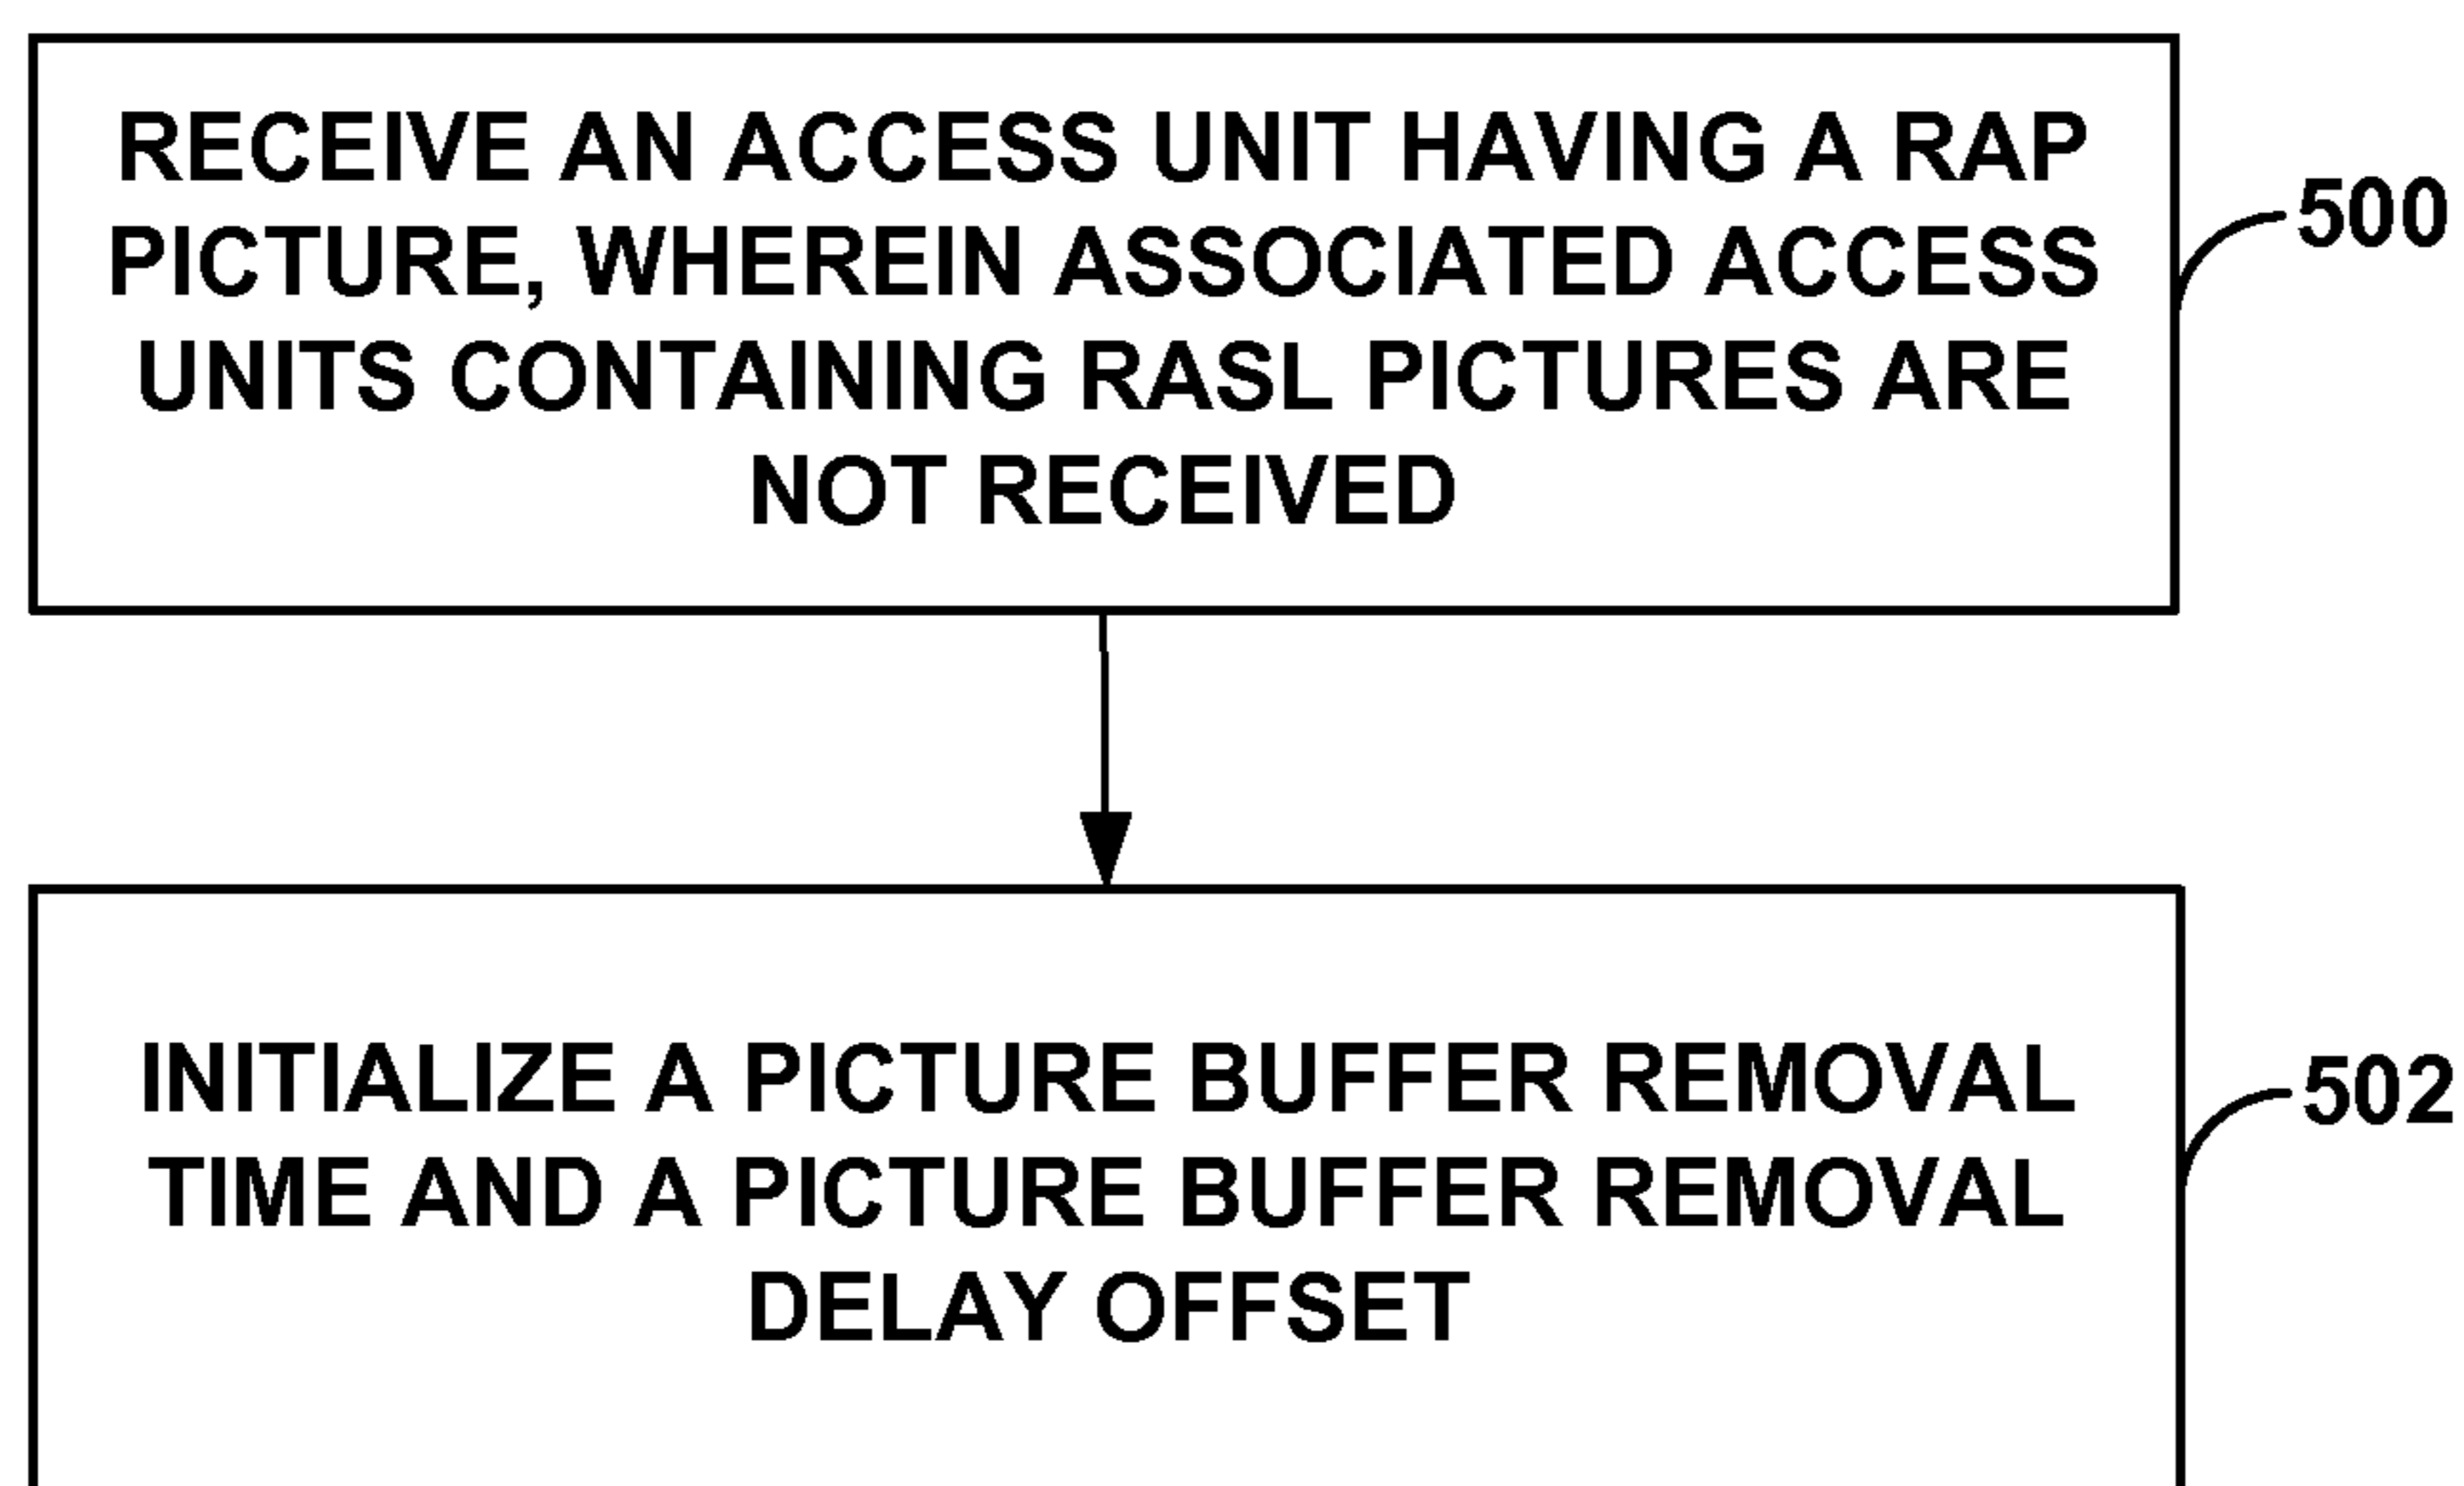 RECEIVE AN ACCESS UNIT HAVING A RAP
PICTURE, WHEREIN ASSOCIATED ACCESS
UNITS CONTAINING RASL PICTURES ARE
NOT RECEIVED
500
INITIALIZE A PICTURE BUFFER REMOVAL
TIME AND A PICTURE BUFFER REMOVAL
DELAY OFFSET
502